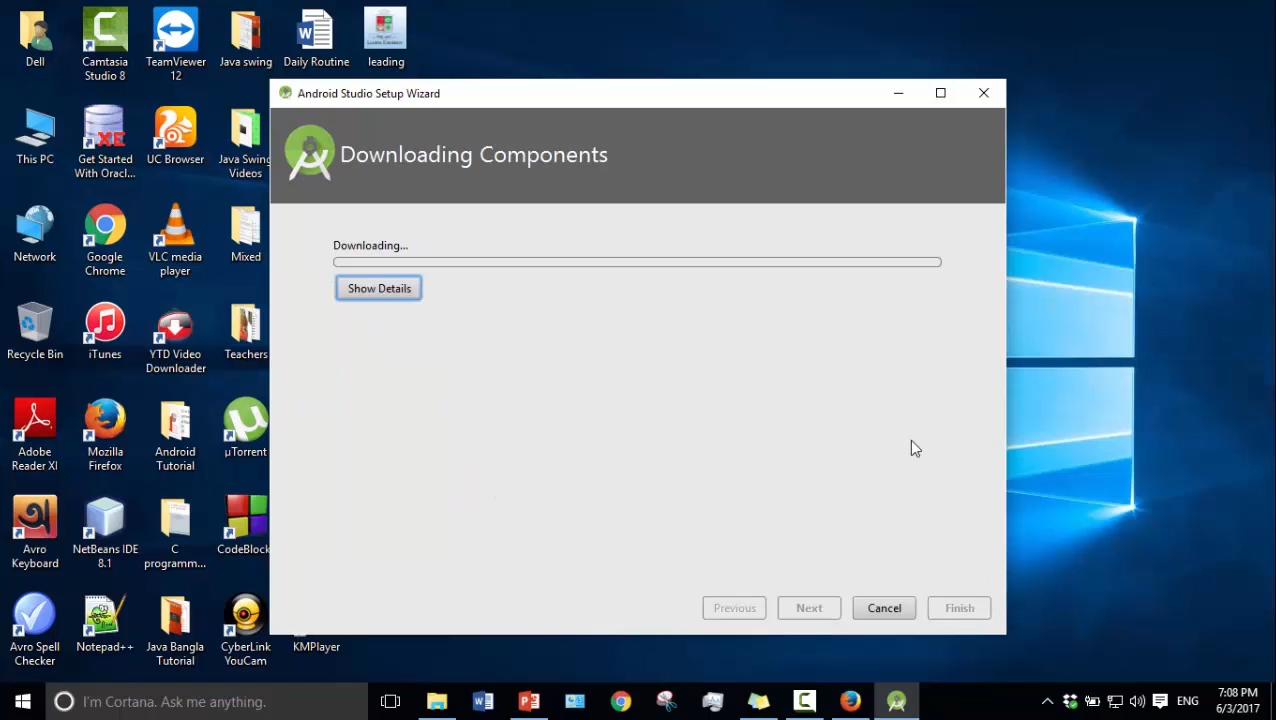 Dell
Camtasia
Studio 8
TeamViewer
12
Java swing
Daily Routine
leading
This PC
Get Started
With Oracl...
UC Browser
Java Swing
Videos
Network
Google
Chrome
VLC media
player
Mixed
Recycle Bin
iTunes
YTD Video
Downloader
Teachers
Adobe
Reader XI
Mozilla
Firefox
Android
Tutorial
µTorrent
Avro
Keyboard
NetBeans IDE
8.1
C
programm...
CodeBlock
Avro Spell
Checker
Notepad++
Java Bangla
Tutorial
CyberLink
YouCam
KMPlayer
XE
Android Studio Setup Wizard
Downloading Components
Downloading...
Show Details
Previous
Next
Cancel
Finish
I'm Cortana. Ask me anything.
ENG
7:08 PM
6/3/2017